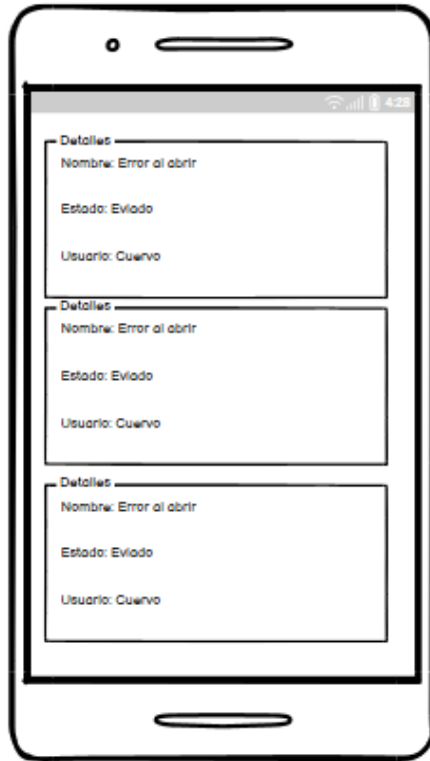 4:28
Detalles
Nombre: Error al abrir
Estado: Eviado
Usuario: Cuervo
Detalles
Nombre: Error al abrir
Estado: Eviado
Usuario: Cuervo
Detalles
Nombre: Error al abrir
Estado: Eviado
Usuario: Cuervo